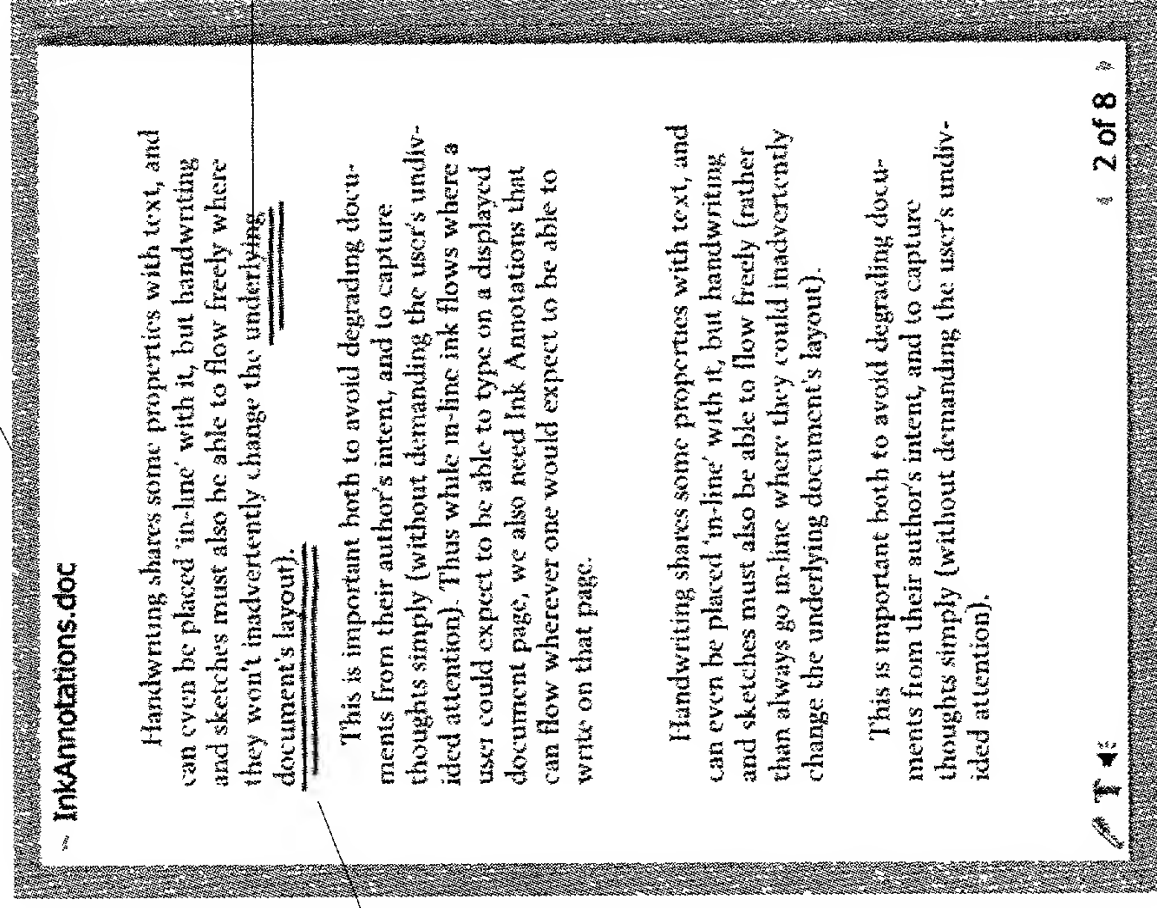 InkAnnotations.doc
Handwriting shares some properties with text, and
can even be placed 'in-line' with it, but handwriting
and sketches must also be able to flow freely where
they won't inadvertently change the underlying
document's layout).
This is important both to avoid degrading docu-
ments from their author's intent, and to capture
thoughts simply (without demanding the user's undiv-
ided attention). Thus while in-line ink flows where a
user could expect to be able to type on a displayed
document page, we also need Ink Annotations that
can flow wherever one would expect to be able to
write on that page.
Handwriting shares some properties with text, and
can even be placed 'in-line' with it, but handwriting
and sketches must also be able to flow freely (rather
than always go in-line where they could inadvertently
change the underlying document's layout).
This is important both to avoid degrading docu-
ments from their author's intent, and to capture
thoughts simply (without demanding the user's undiv-
ided attention).
T
2 of 8